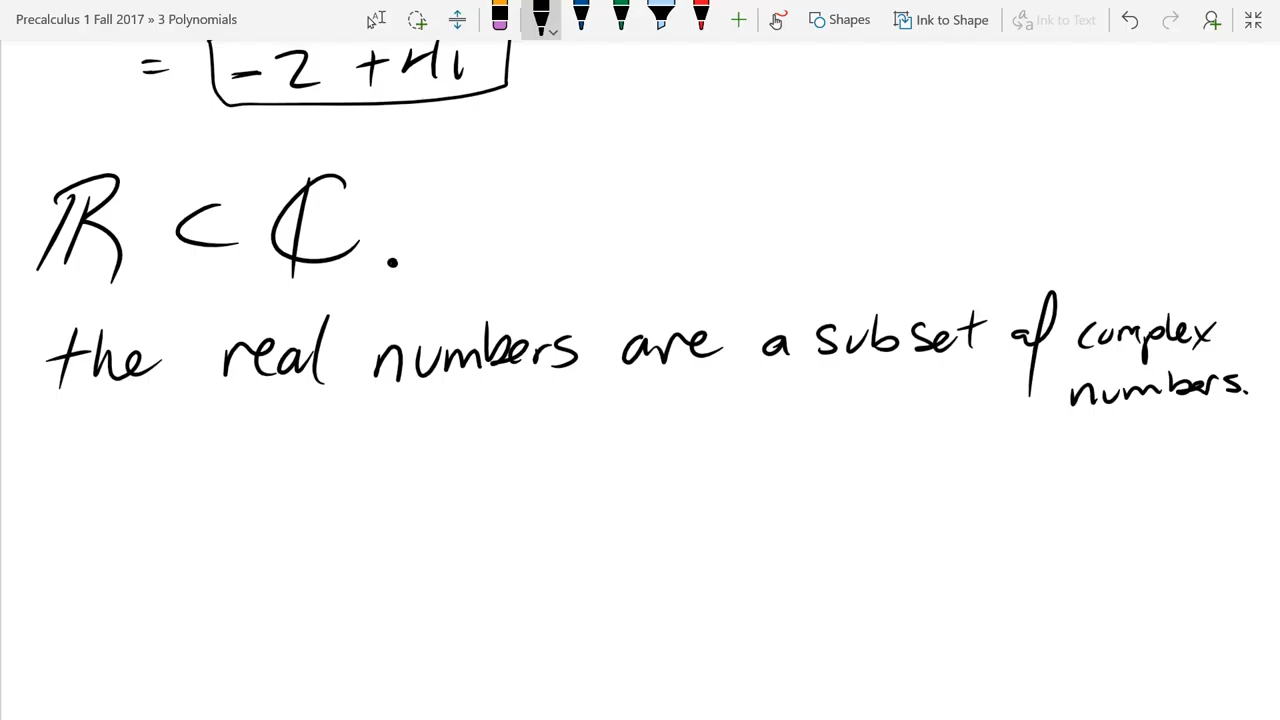 Precalculus 1 Fall 2017 » 3 Polynomials
Shapes
Ink to Shape
Ink to Text
= -2 + 4i
ℝ ⊂ ℂ.
the real numbers are a subset of complex
numbers.